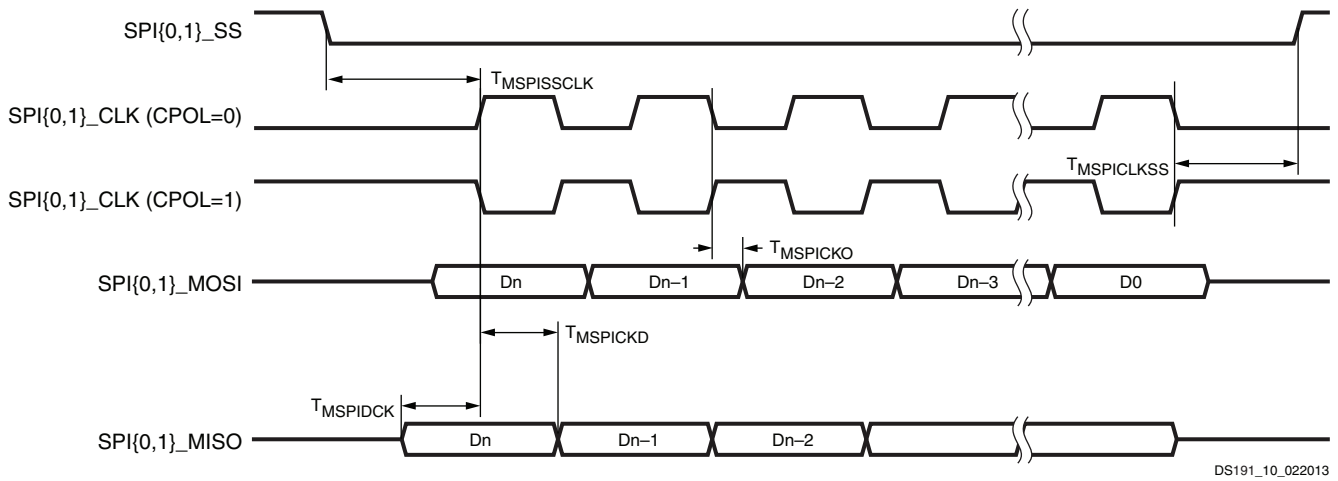 SPI{0,1}_SS
TMSPISSCLK
SPI{0,1}_CLK (CPOL=0)
TMSPICLKSS
SPI{0,1}_CLK (CPOL=1)
TMSPICKO
SPI{0,1}_MOSI
Dn Dn–1 Dn–2 Dn–3 D0
TMSPICKD
TMSPIDCK
SPI{0,1}_MISO
Dn Dn–1 Dn–2
DS191_10_022013